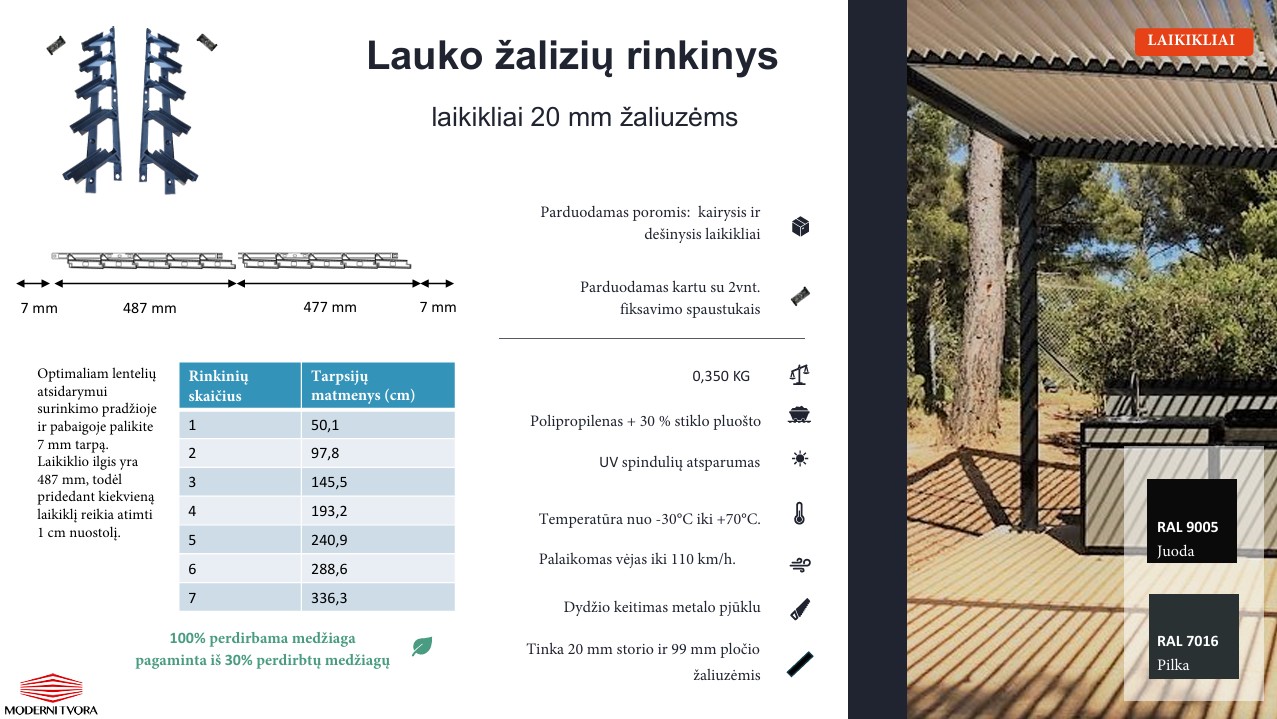 Lauko žalizių rinkinys
laikikliai 20 mm žaliuzėms
LAIKIKLIAI
Parduodamas poromis: kairysis ir
dešinysis laikikliai
Parduodamas kartu su 2vnt.
fiksavimo spaustukais
7 mm
487 mm
477 mm
7 mm
Optimaliam lentelių
atsidarymui
surinkimo pradžioje
ir pabaigoje palikite
7 mm tarpą.
Laikiklio ilgis yra
487 mm, todėl
pridedant kiekvieną
laikiklį reikia atimti
1 cm nuostolį.
Rinkinių skaičius
Tarpsijų matmenys (cm)
1 50,1
2 97,8
3 145,5
4 193,2
5 240,9
6 288,6
7 336,3
0,350 KG
Polipropilenas + 30 % stiklo pluošto
UV spindulių atsparumas
Temperatūra nuo -30°C iki +70°C.
Palaikomas vėjas iki 110 km/h.
Dydžio keitimas metalo pjūklu
Tinka 20 mm storio ir 99 mm pločio
žaliuzėmis
100% perdirbama medžiaga
pagaminta iš 30% perdirbtų medžiagų
MODERNI TVORA
RAL 9005
Juoda
RAL 7016
Pilka